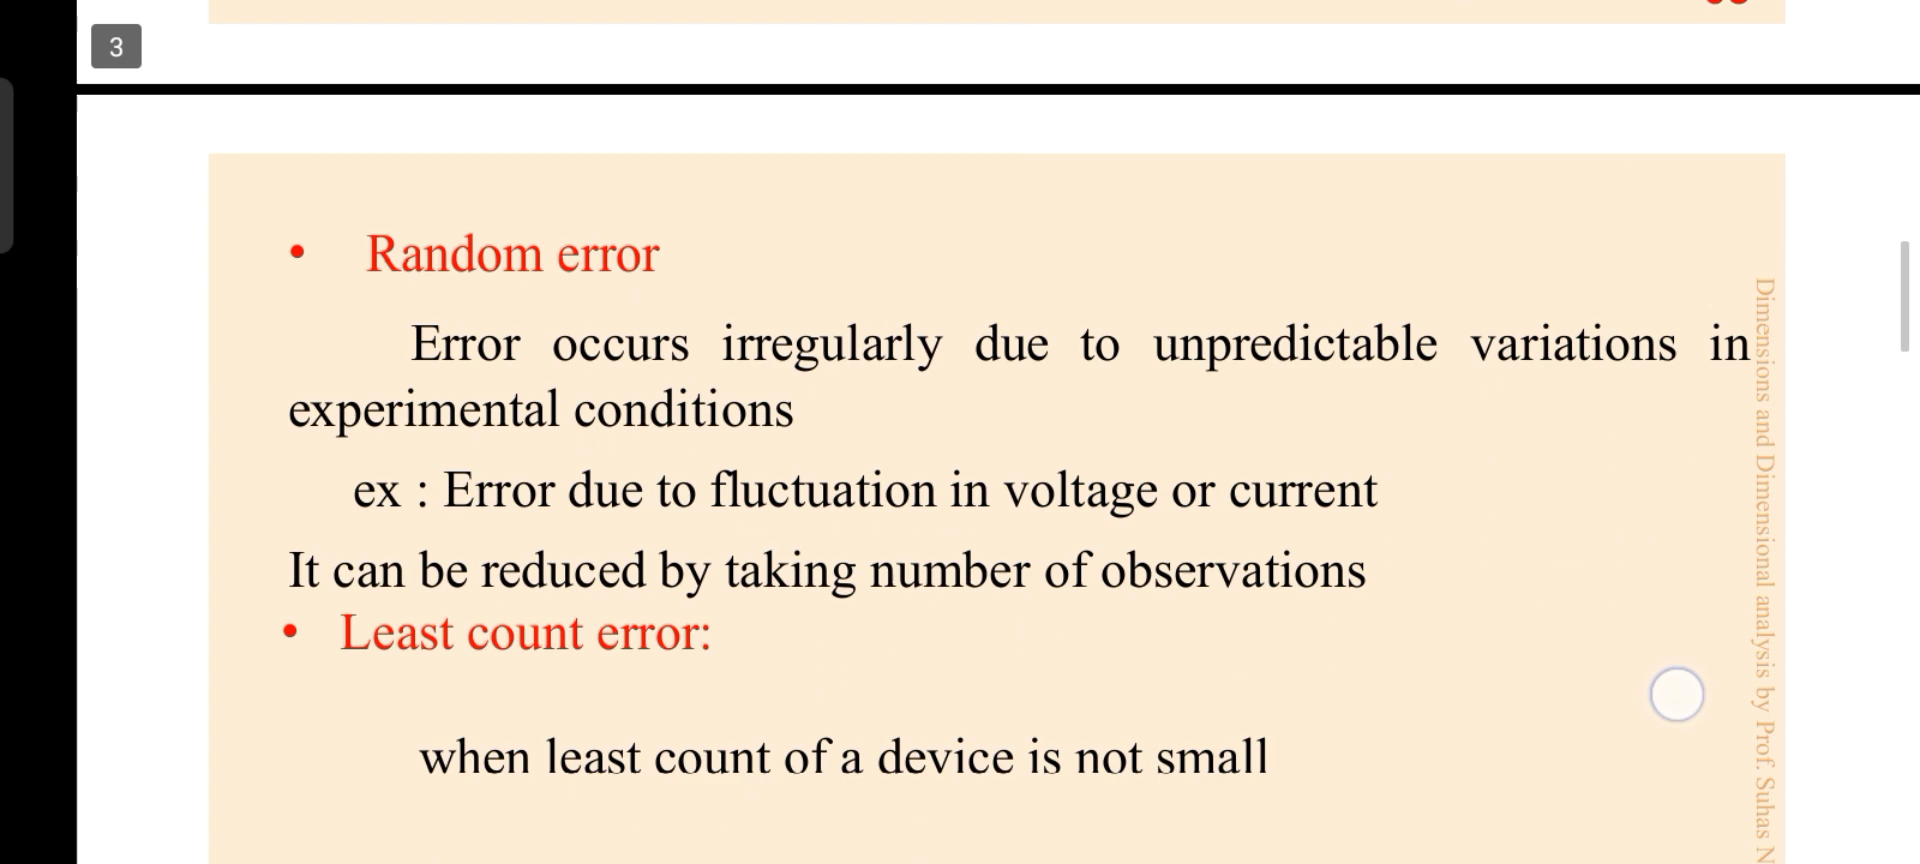 3
• Random error
Error occurs irregularly due to unpredictable variations in
experimental conditions
ex : Error due to fluctuation in voltage or current
It can be reduced by taking number of observations
• Least count error:
when least count of a device is not small
Dimensions and Dimensional analysis by Prof. Suhas N